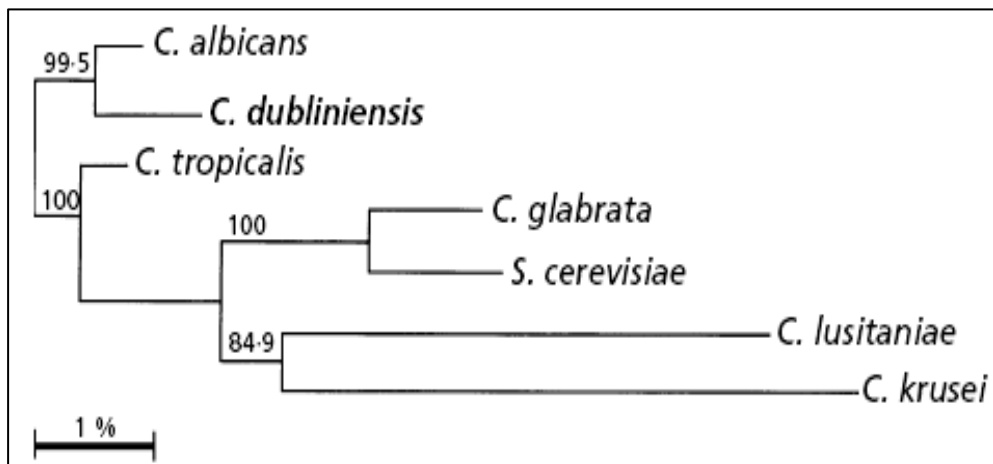 C. albicans
99·5
C. dubliniensis
C. tropicalis
100
C. glabrata
100
S. cerevisiae
C. lusitaniae
84·9
C. krusei
1 %